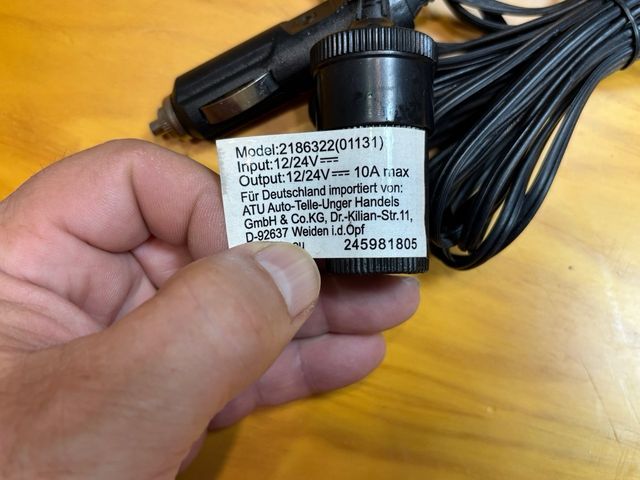 Model:2186322(01131)
Input:12/24V⎓
Output:12/24V⎓ 10A max
Für Deutschland importiert von:
ATU Auto-Telle-Unger Handels
GmbH & Co.KG, Dr.-Kilian-Str.11,
D-92637 Weiden i.d.Opf
245981805